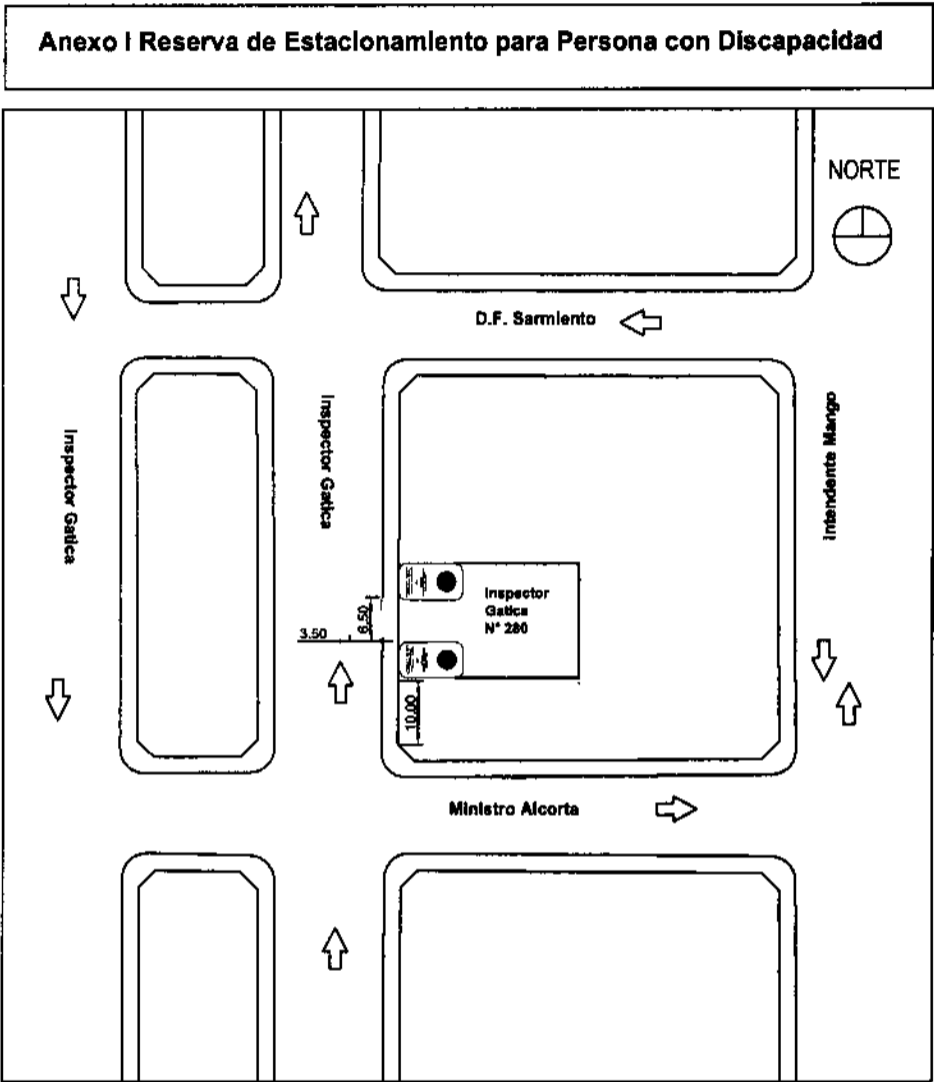 Anexo I Reserva de Estacionamiento para Persona con Discapacidad
NORTE
D.F. Sarmiento
Inspector Gatica
Inspector Gatica
Intendente Mango
Inspector
Gatica
N° 280
6.50
3.50
10.00
Ministro Alcorta